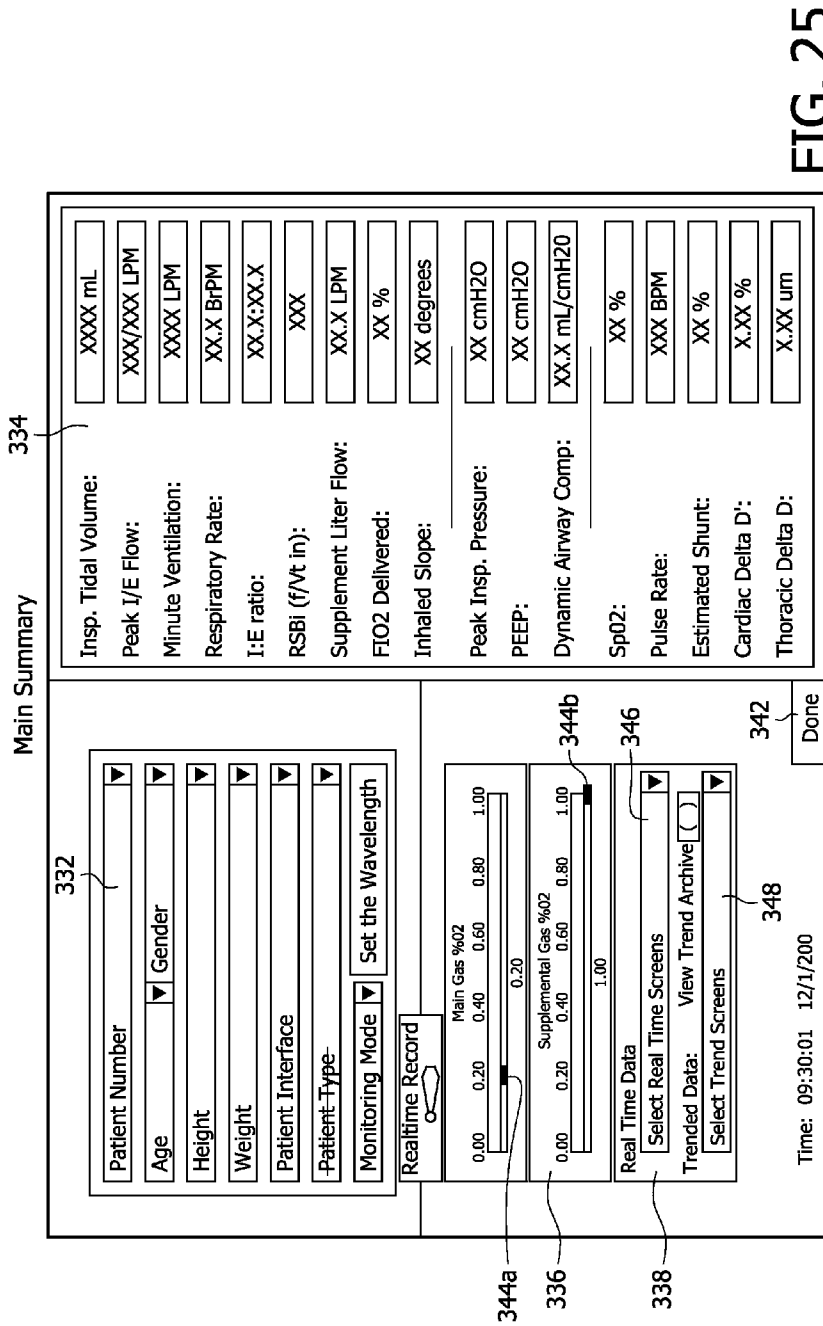 Main Summary
332
334
Patient Number
Age Gender
Height
Weight
Patient Interface
Patient Type
Monitoring Mode Set the Wavelength
Realtime Record
Main Gas %02
0.00 0.20 0.40 0.60 0.80 1.00
0.20
344a
Supplemental Gas %02
0.00 0.20 0.40 0.60 0.80 1.00
1.00
344b
336
Real Time Data
Select Real Time Screens
346
338
Trended Data: View Trend Archive ( )
Select Trend Screens
348
342
Done
Time: 09:30:01 12/1/200
Insp. Tidal Volume: XXXX mL
Peak I/E Flow: XXX/XXX LPM
Minute Ventilation: XXXX LPM
Respiratory Rate: XX.X BrPM
I:E ratio: XX.X:XX.X
RSBi (f/Vt in): XXX
Supplement Liter Flow: XX.X LPM
FIO2 Delivered: XX %
Inhaled Slope: XX degrees
Peak Insp. Pressure: XX cmH2O
PEEP: XX cmH2O
Dynamic Airway Comp: XX.X mL/cmH20
Sp02: XX %
Pulse Rate: XXX BPM
Estimated Shunt: XX %
Cardiac Delta D': X.XX %
Thoracic Delta D: X.XX um
FIG. 25